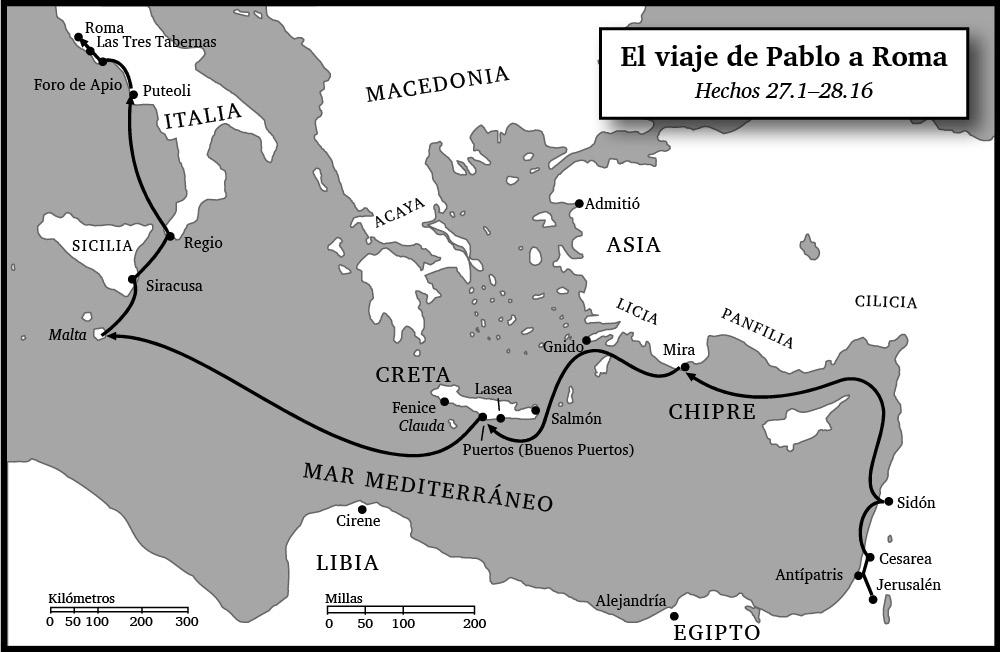 El viaje de Pablo a Roma
Hechos 27.1–28.16
Roma
Las Tres Tabernas
Foro de Apio
Puteoli
ITALIA
MACEDONIA
ACAYA
Admitió
ASIA
SICILIA
Regio
Siracusa
Malta
LICIA
PANFILIA
CILICIA
Gnido
Mira
CRETA
Lasea
Fenice
Clauda
Salmón
CHIPRE
Puertos (Buenos Puertos)
MAR MEDITERRÁNEO
Sidón
Cirene
LIBIA
Cesarea
Antípatris
Jerusalén
Alejandría
EGIPTO
Kilómetros
0 50 100 200 300
Millas
0 50 100 200